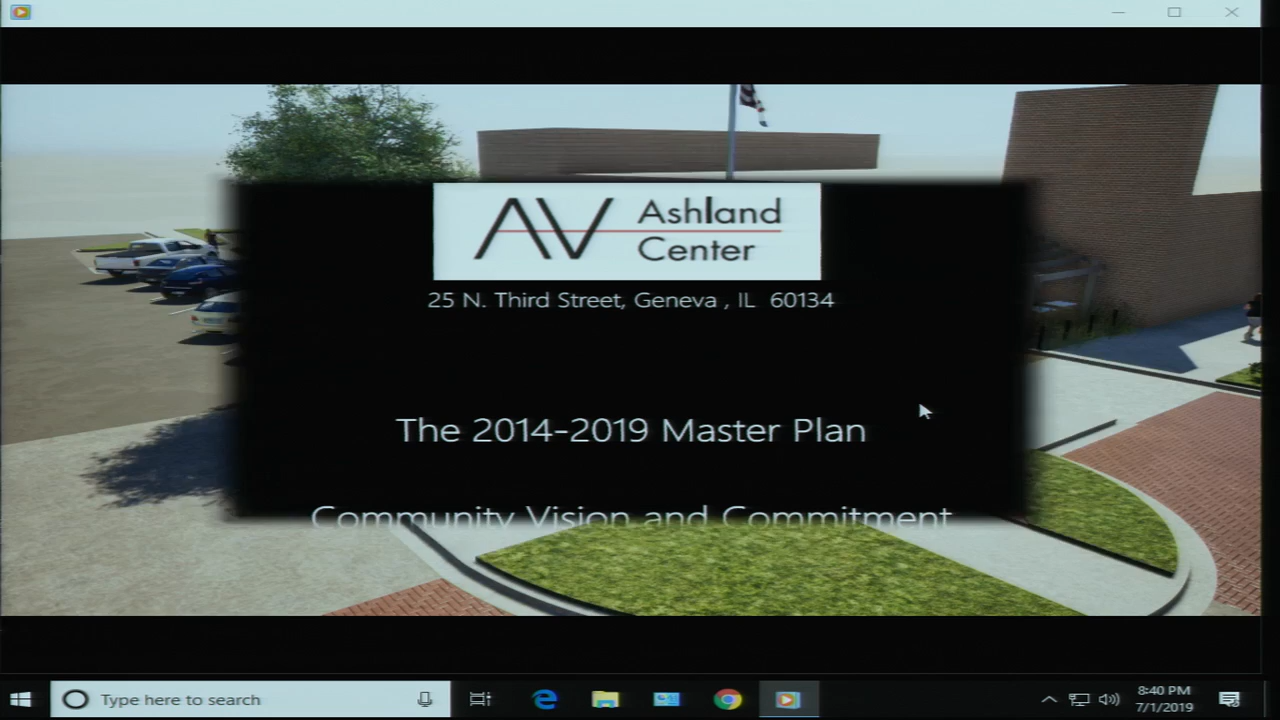 AV Ashland
Center
25 N. Third Street, Geneva , IL  60134
The 2014-2019 Master Plan
Community Vision and Commitment
Type here to search
8:40 PM
7/1/2019